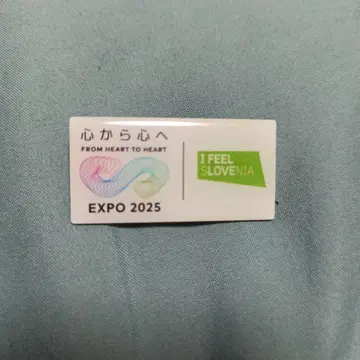 心から心へ
FROM HEART TO HEART
EXPO 2025
I FEEL
SLOVENIA